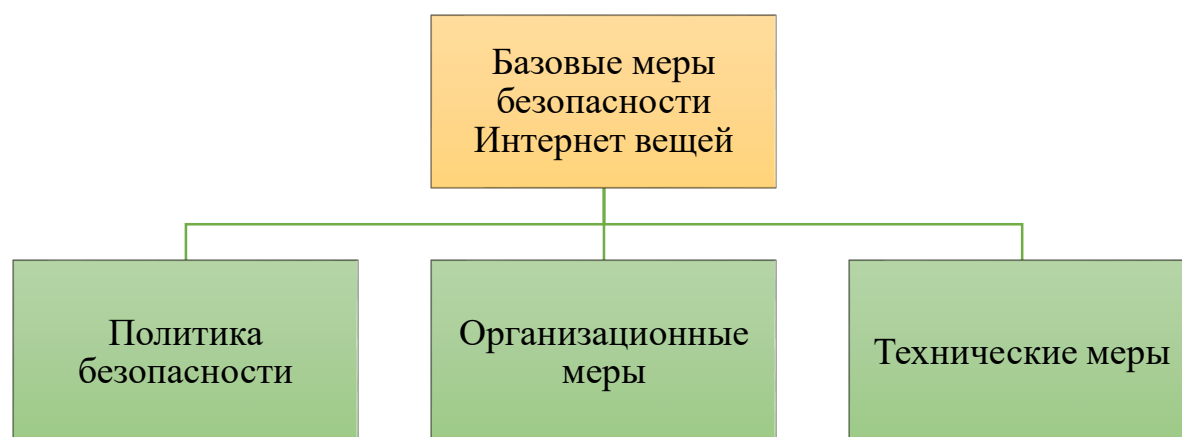 Базовые меры
безопасности
Интернет вещей
Политика
безопасности
Организационные
меры
Технические меры